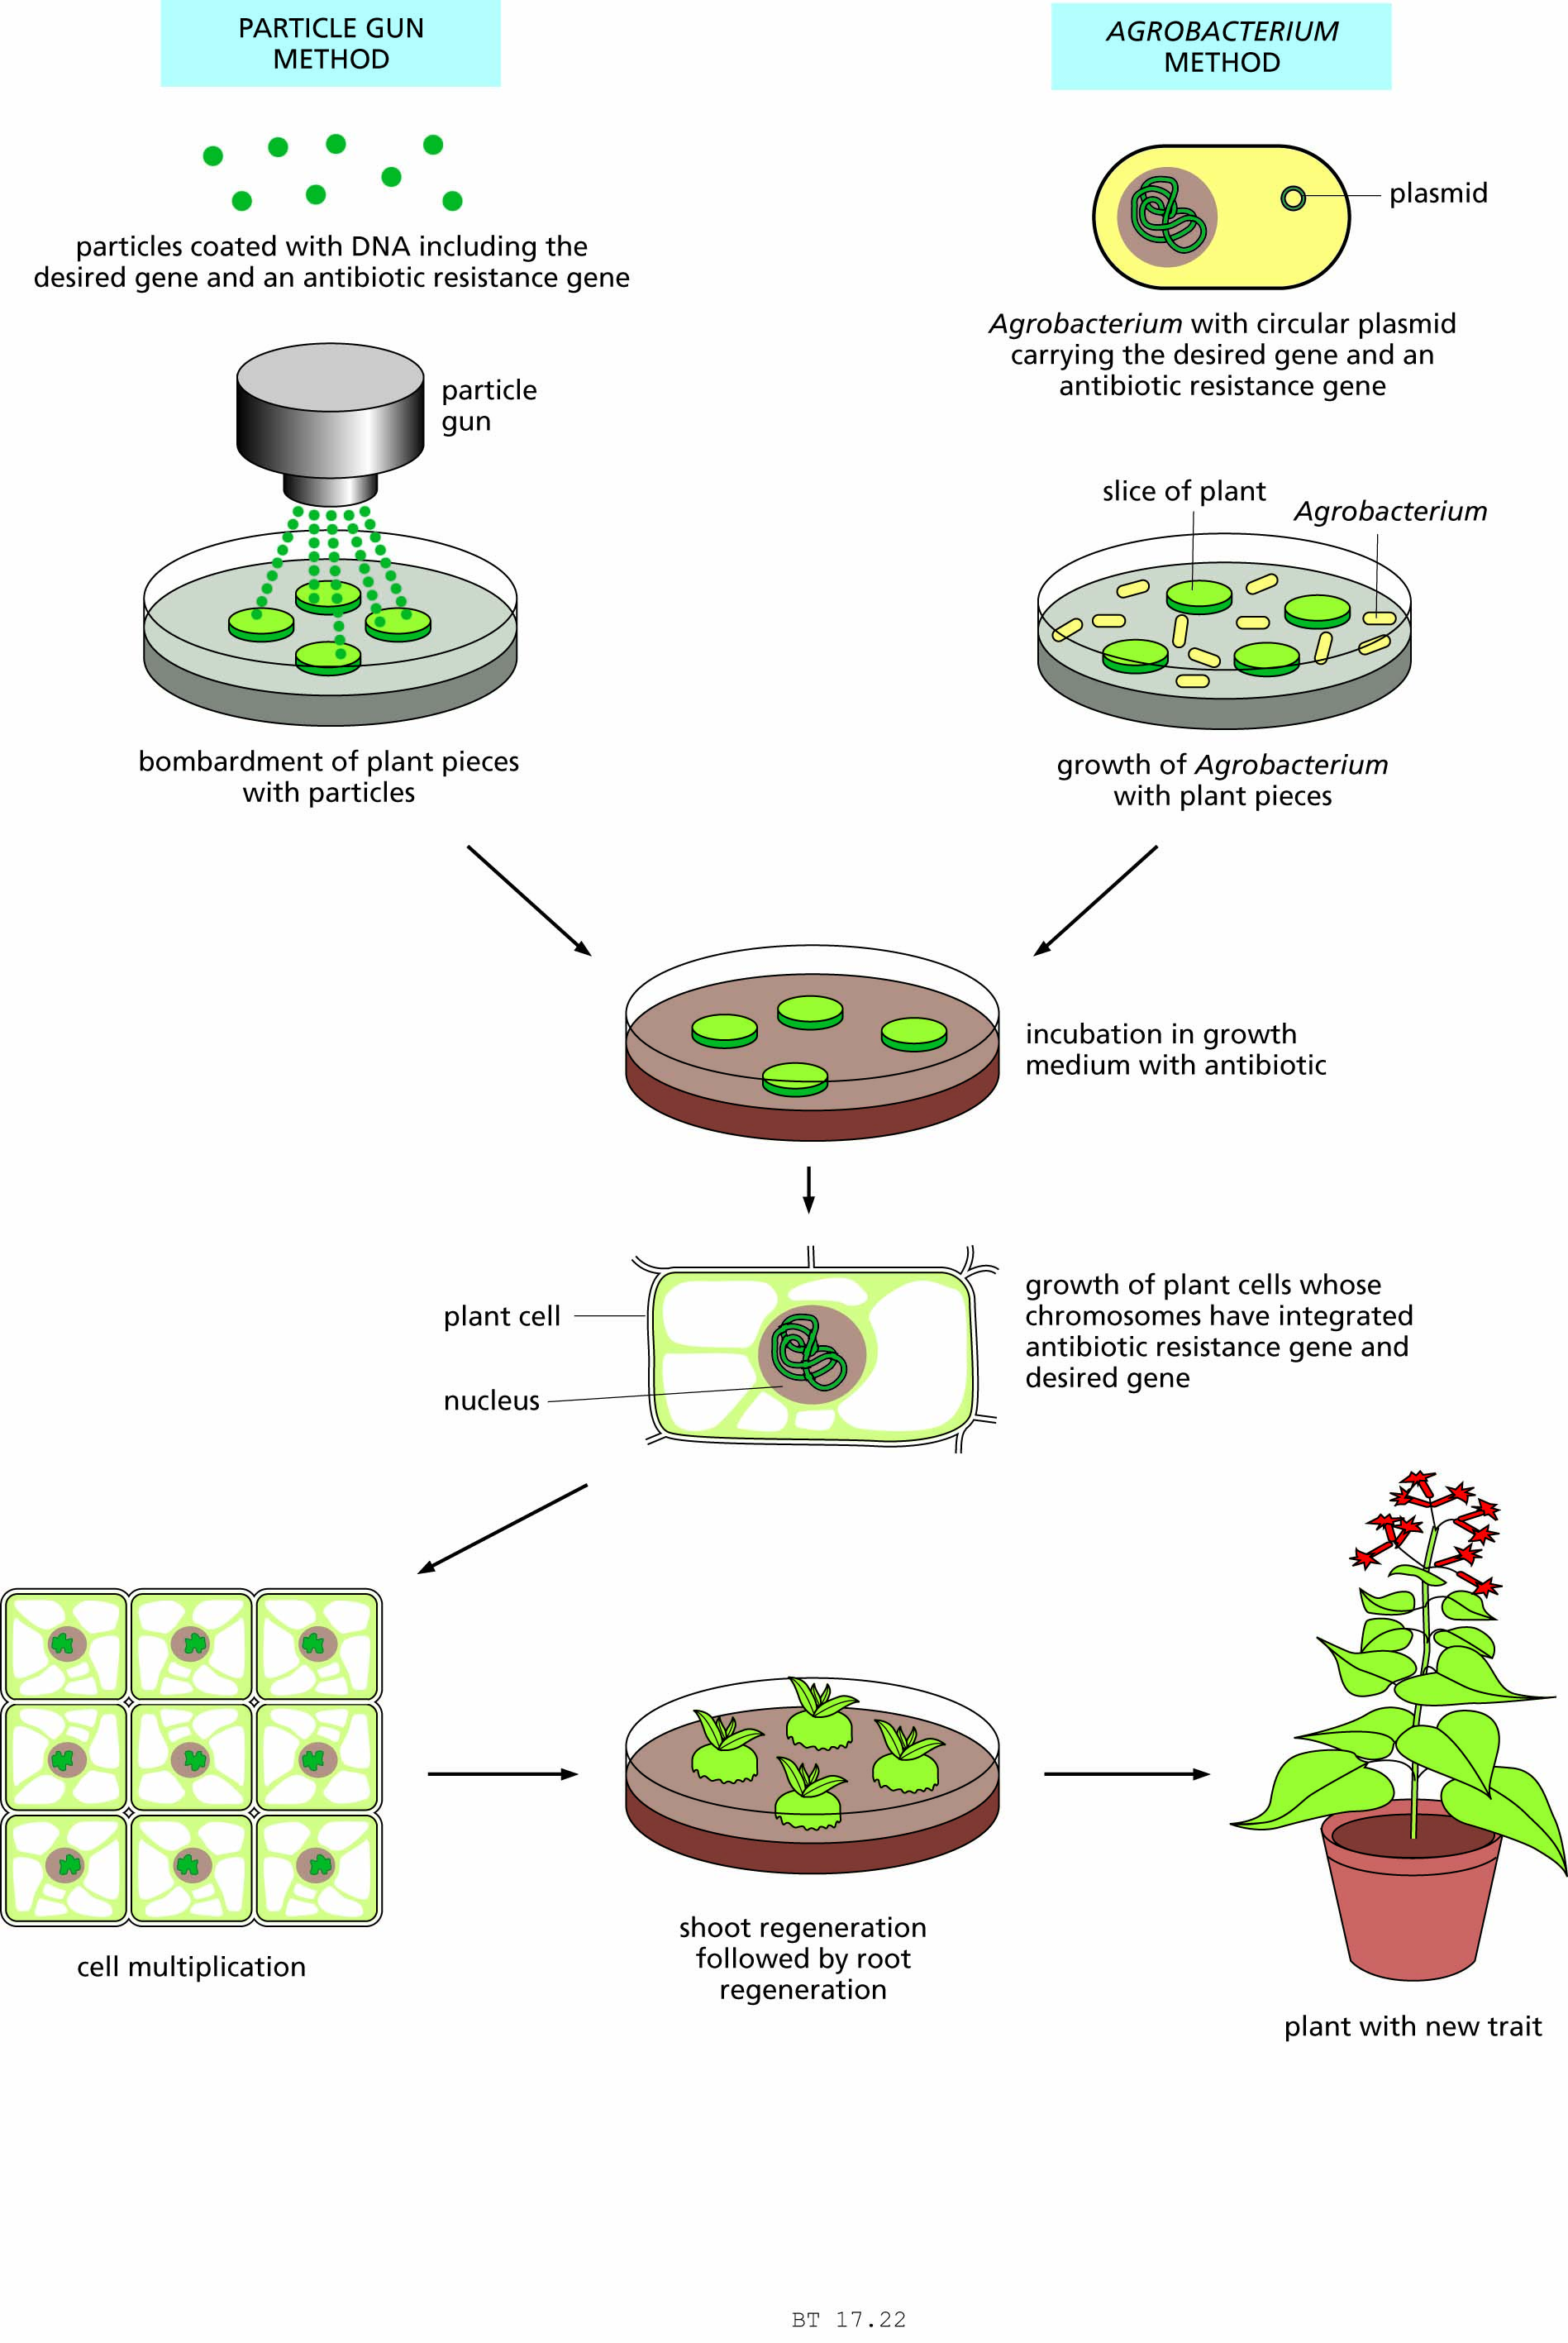 PARTICLE GUN
METHOD
particles coated with DNA including the
desired gene and an antibiotic resistance gene
particle
gun
bombardment of plant pieces
with particles
AGROBACTERIUM
METHOD
plasmid
Agrobacterium with circular plasmid
carrying the desired gene and an
antibiotic resistance gene
slice of plant
Agrobacterium
growth of Agrobacterium
with plant pieces
incubation in growth
medium with antibiotic
plant cell
nucleus
growth of plant cells whose
chromosomes have integrated
antibiotic resistance gene and
desired gene
cell multiplication
shoot regeneration
followed by root
regeneration
plant with new trait
BT 17.22